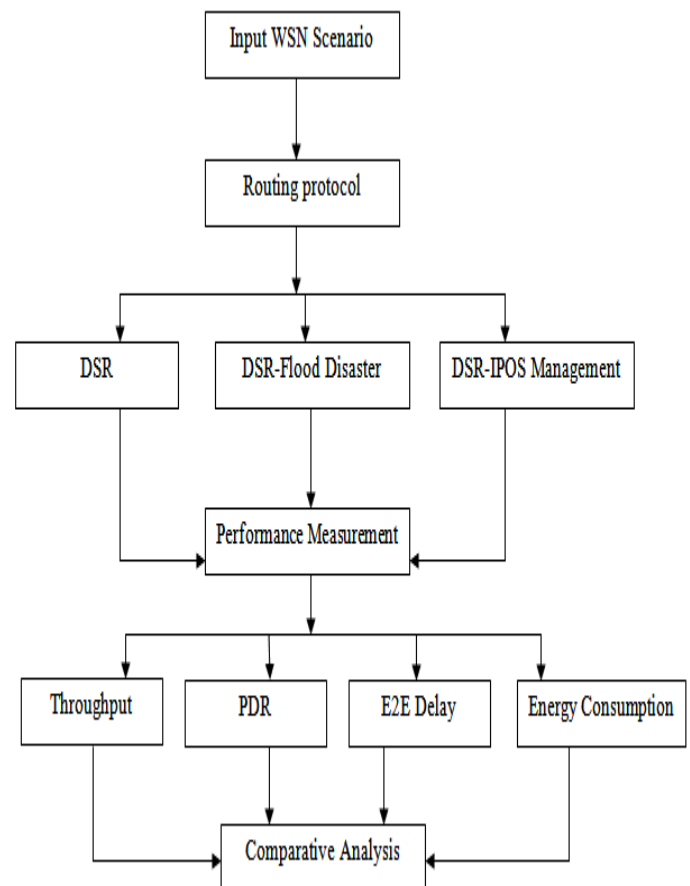 Input WSN Scenario
Routing protocol
DSR
DSR-Flood Disaster
DSR-IPOS Management
Performance Measurement
Throughput
PDR
E2E Delay
Energy Consumption
Comparative Analysis